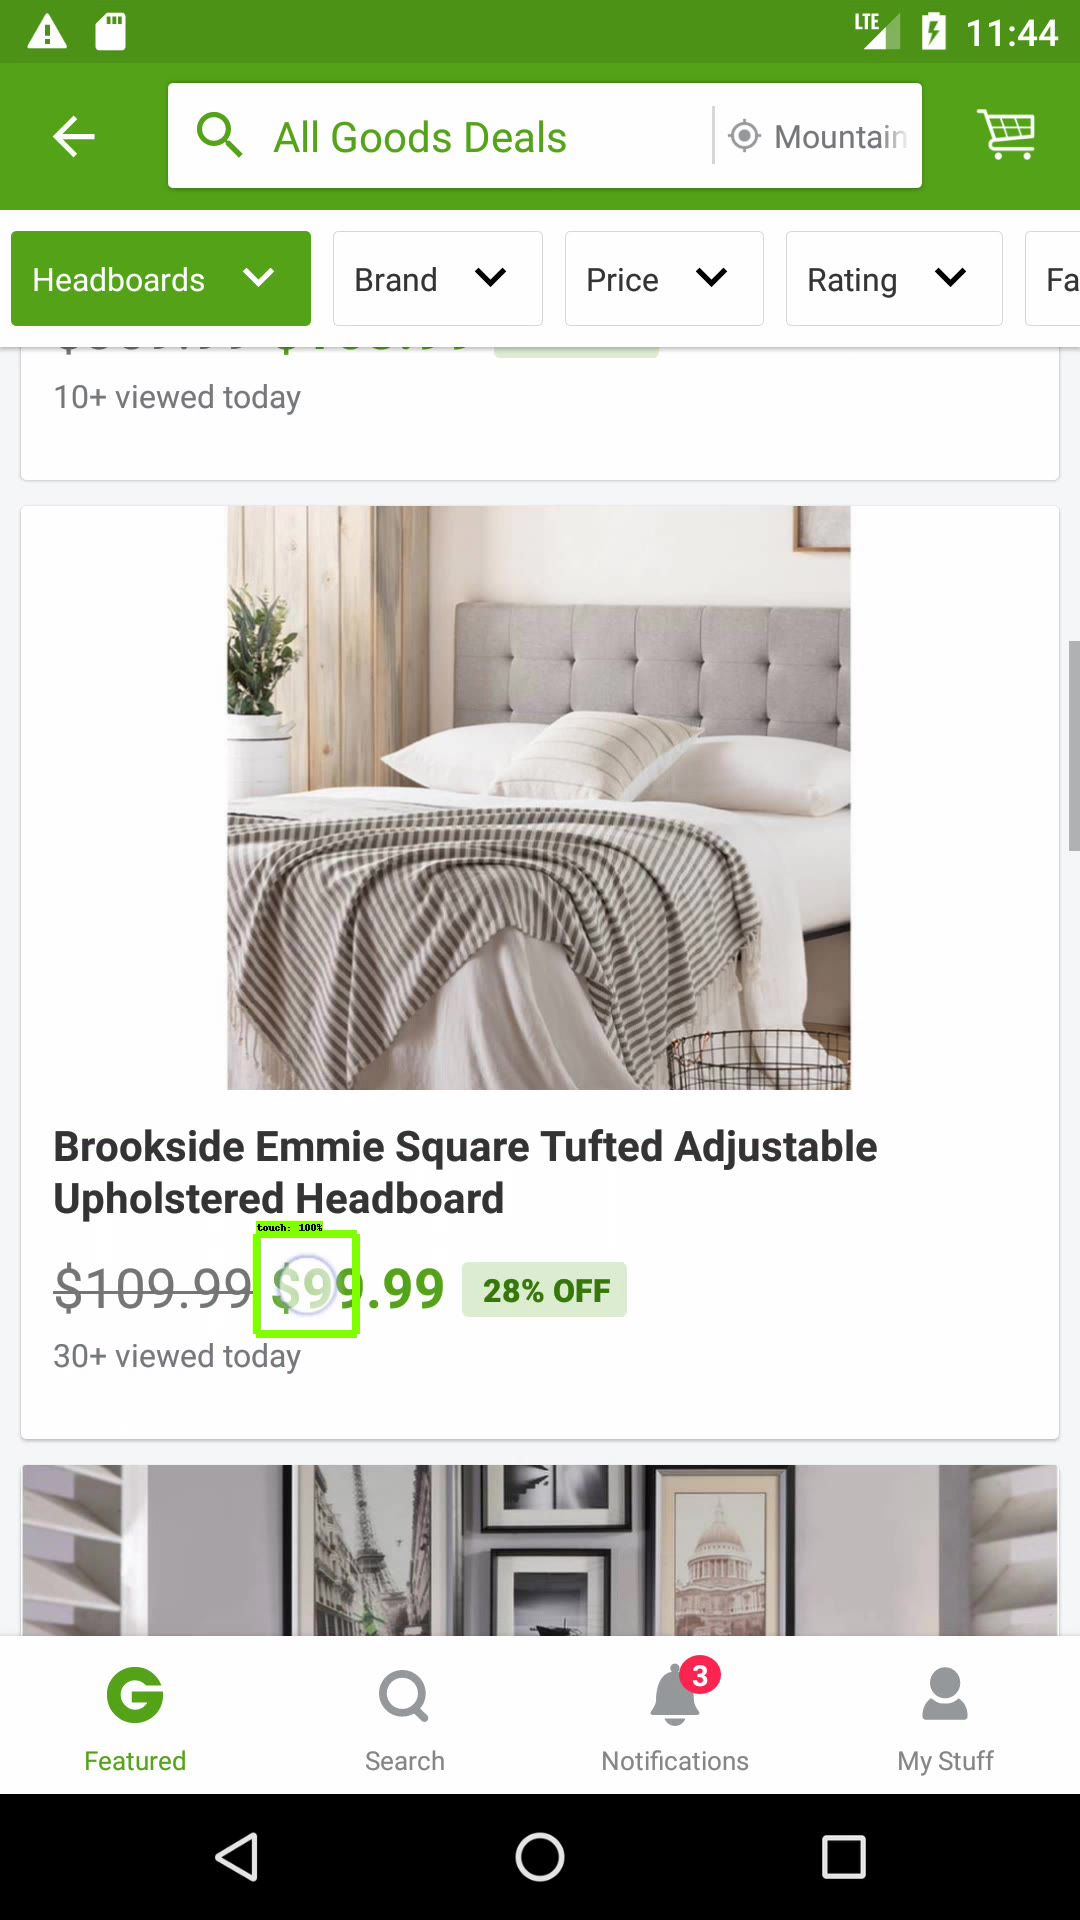 LTE 11:44
All Goods Deals Mountain
Headboards Brand Price Rating Fa
10+ viewed today
Brookside Emmie Square Tufted Adjustable
Upholstered Headboard
touch: 100%
$109.99 $99.99 28% OFF
30+ viewed today
3
Featured Search Notifications My Stuff